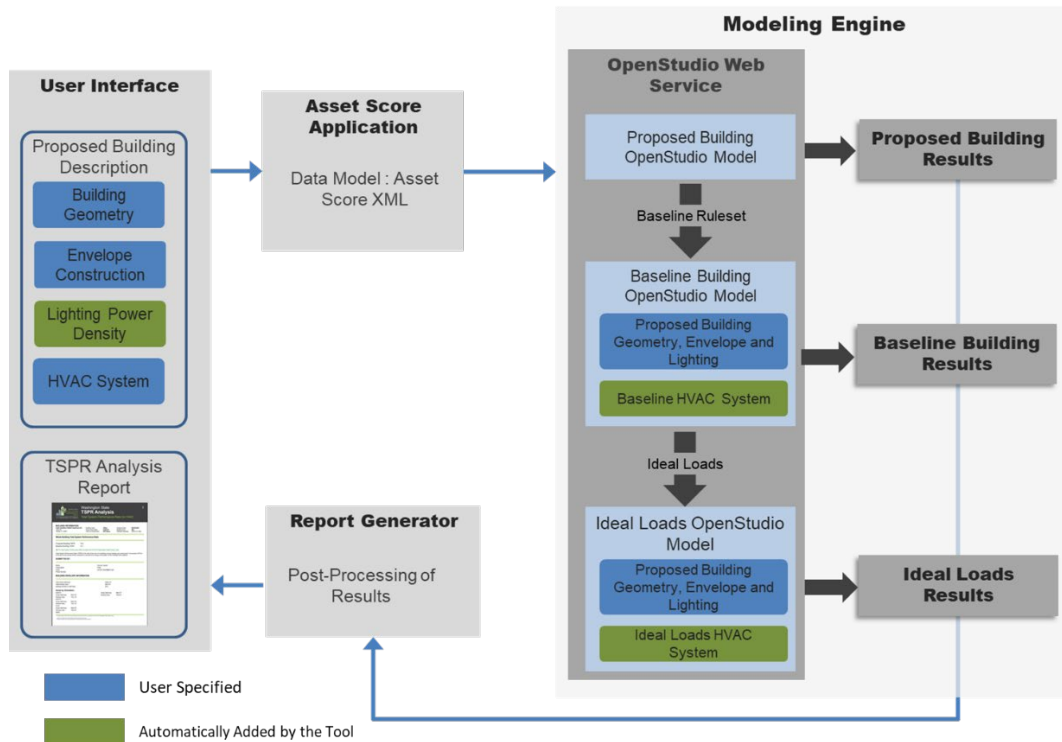 User Interface
Proposed Building
Description
Building
Geometry
Envelope
Construction
Lighting Power
Density
HVAC System
TSPR Analysis
Report
TSPR Analysis
Asset Score
Application
Data Model : Asset
Score XML
Modeling Engine
OpenStudio Web
Service
Proposed Building
OpenStudio Model
Baseline Ruleset
Baseline Building
OpenStudio Model
Proposed Building
Geometry, Envelope and
Lighting
Baseline HVAC System
Ideal Loads
Ideal Loads OpenStudio
Model
Proposed Building
Geometry, Envelope and
Lighting
Ideal Loads HVAC
System
Proposed Building
Results
Baseline Building
Results
Ideal Loads
Results
Report Generator
Post-Processing of
Results
User Specified
Automatically Added by the Tool